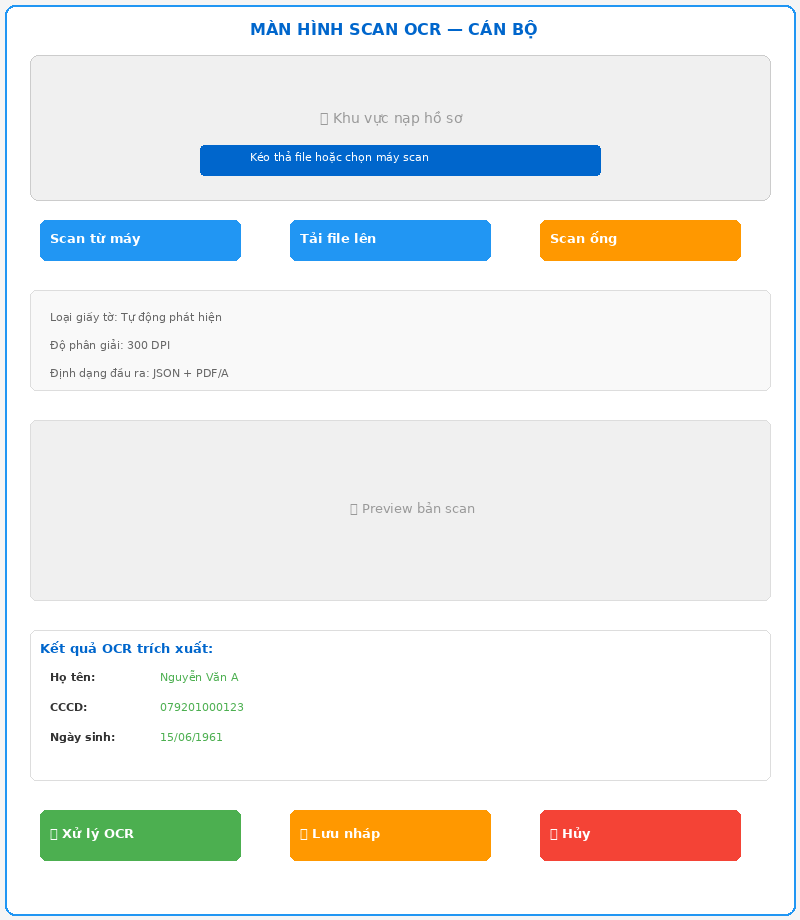 MÀN HÌNH SCAN OCR — CÁN BỘ
Khu vực nạp hồ sơ
Kéo thả file hoặc chọn máy scan
Scan từ máy
Tải file lên
Scan ống
Loại giấy tờ: Tự động phát hiện
Độ phân giải: 300 DPI
Định dạng đầu ra: JSON + PDF/A
Preview bản scan
Kết quả OCR trích xuất:
Họ tên: Nguyễn Văn A
CCCD: 079201000123
Ngày sinh: 15/06/1961
Xử lý OCR
Lưu nháp
Hủy